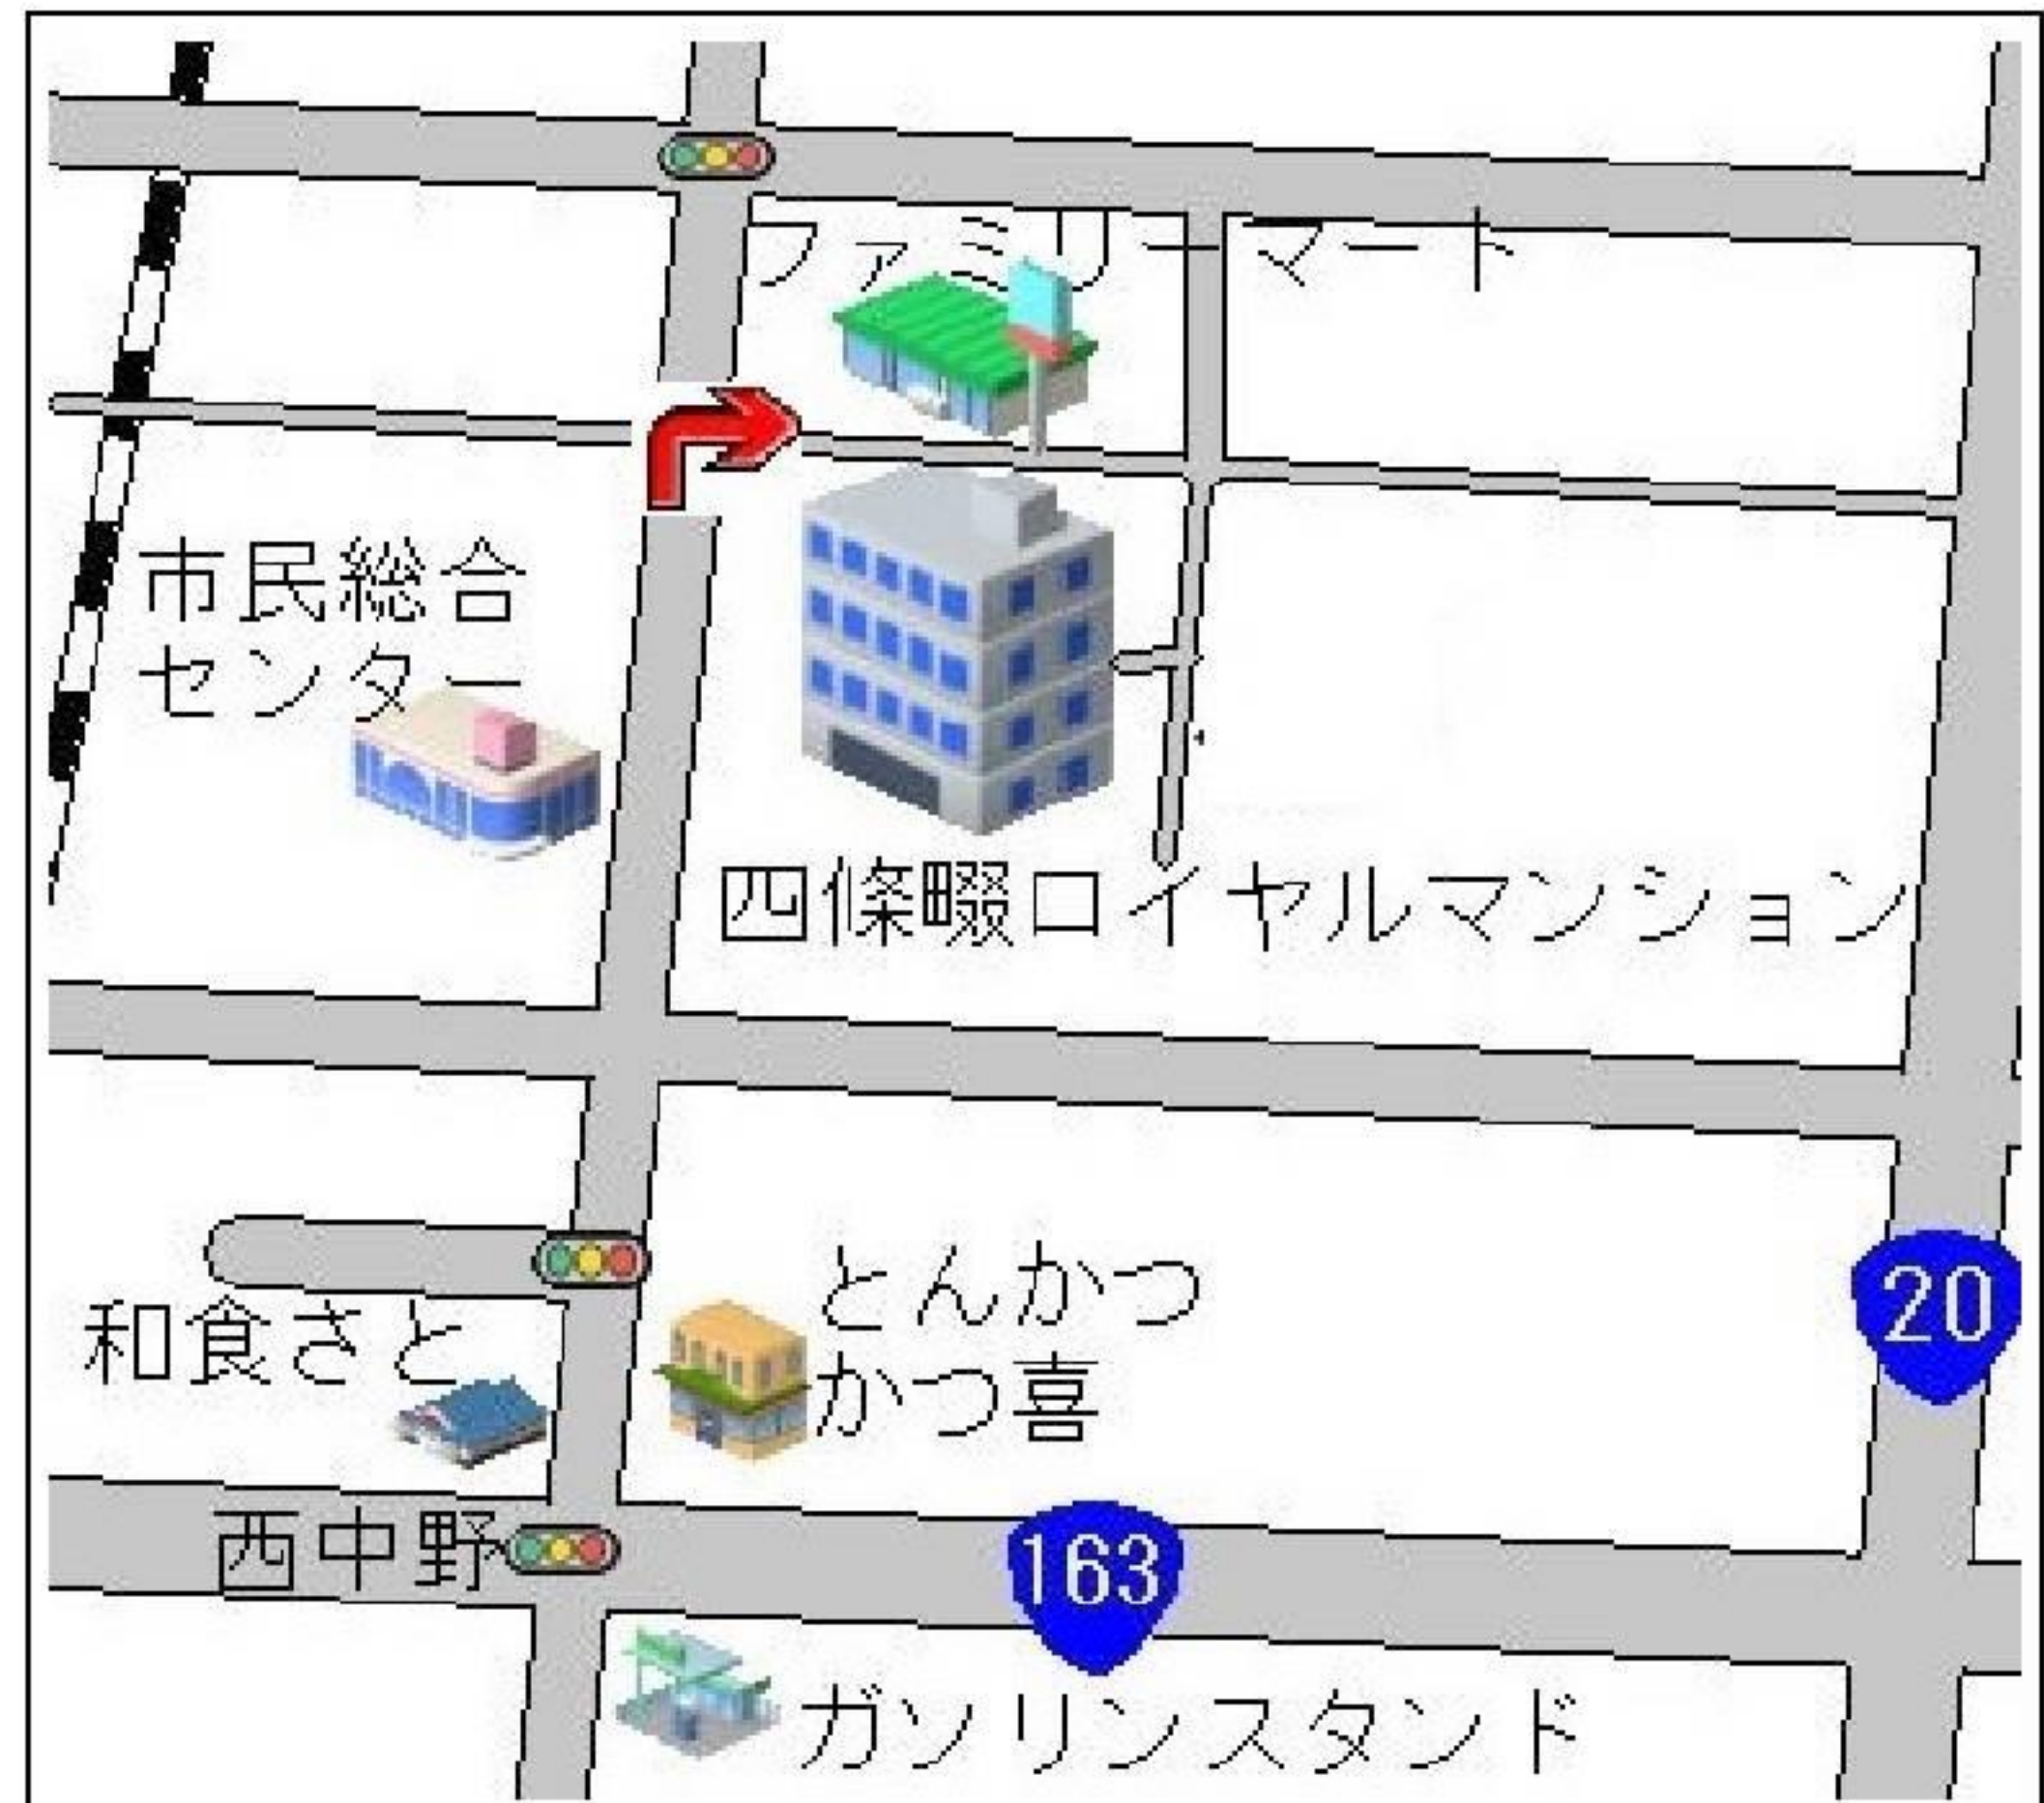 ファミリーマート
市民総合
センター
四條畷ロイヤルマンション
とんかつ
かつ喜
20
和食さと
西中野
163
ガソリンスタンド